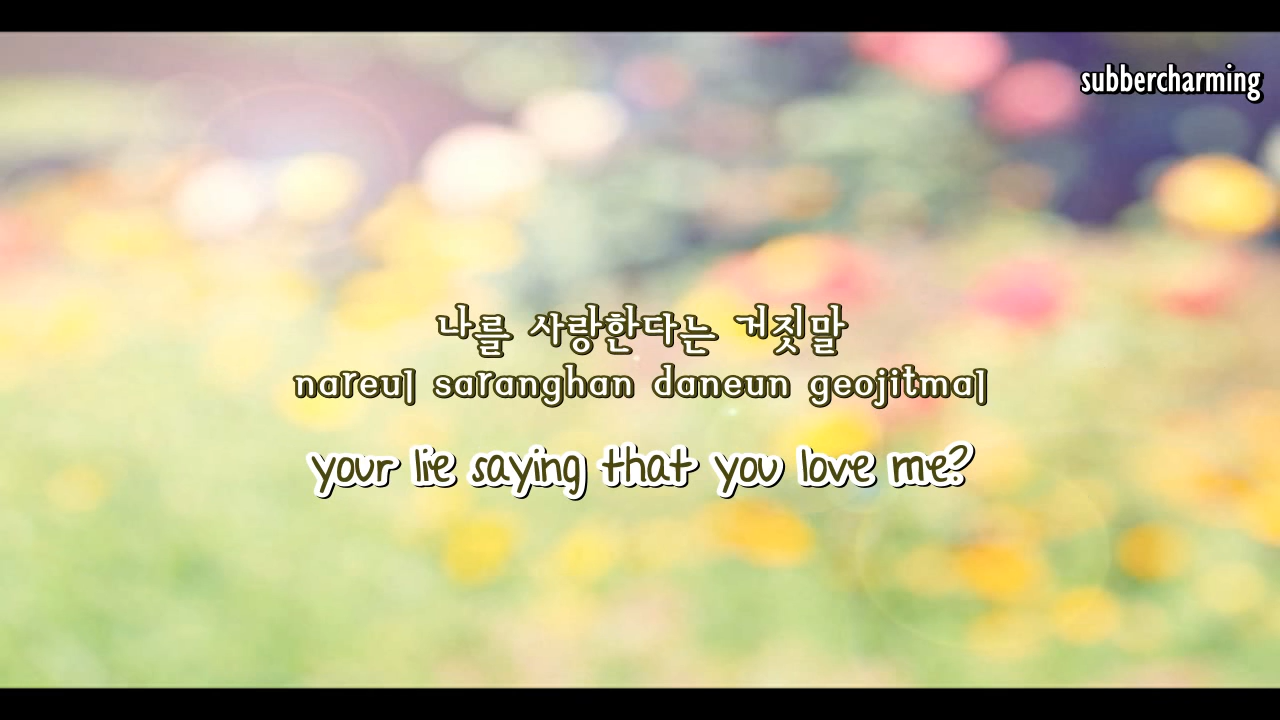 subbercharming
나를 사랑한다는 거짓말
nareul saranghan daneun geojitmal
your lie saying that you love me?